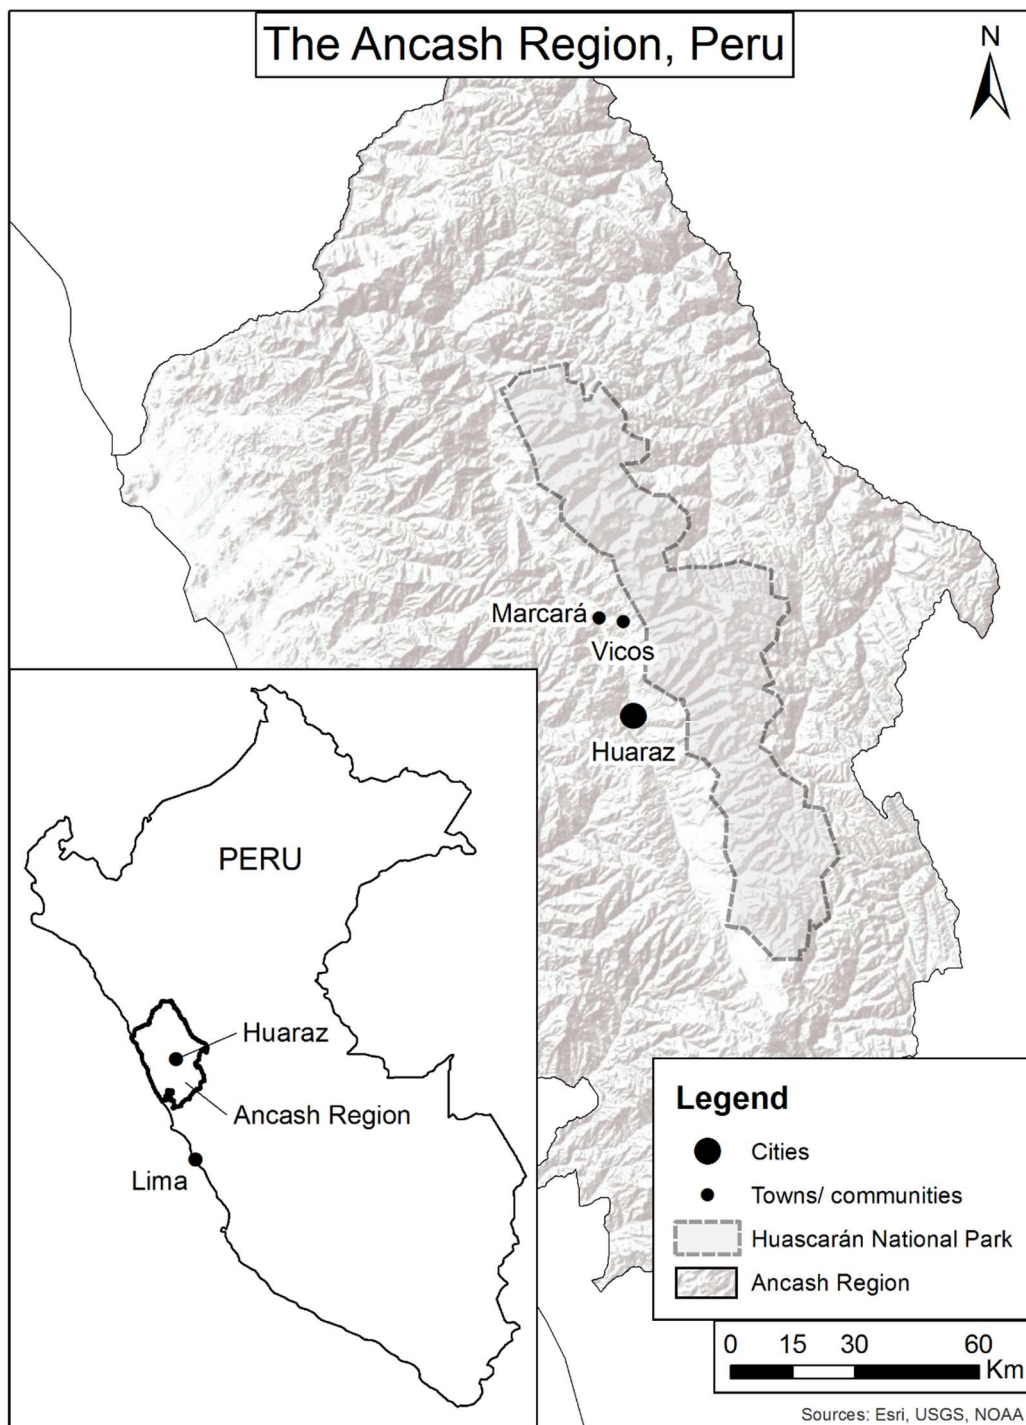 The Ancash Region, Peru
N
Marcará
Vicos
Huaraz
PERU
Huaraz
Ancash Region
Lima
Legend
Cities
Towns/ communities
Huascarán National Park
Ancash Region
0 15 30 60
Km
Sources: Esri, USGS, NOAA